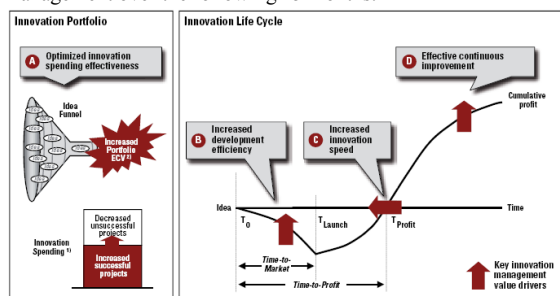 Innovation Portfolio
A Optimized innovation
spending effectiveness
Idea
Funnel
Idea
Increased
Portfolio
ECV 2)
Innovation
Spending 1)
Decreased
unsuccessful
projects
Increased
successful
projects
Innovation Life Cycle
D Effective continuous
improvement
Cumulative
profit
B Increased
development
efficiency
C Increased
innovation
speed
Idea
Time
T0
TLaunch
TProfit
Time-to-
Market
Time-to-Profit
Key innovation
management
value drivers